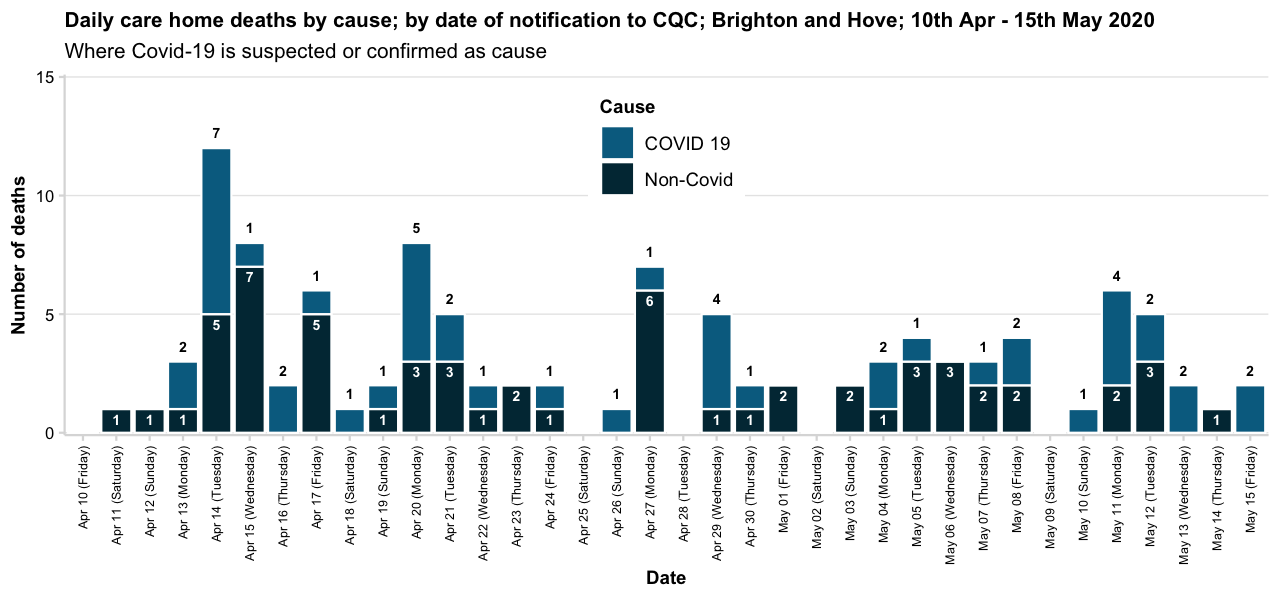 Daily care home deaths by cause; by date of notification to CQC; Brighton and Hove; 10th Apr - 15th May 2020
Where Covid-19 is suspected or confirmed as cause
Number of deaths
15
10
5
0
Cause
COVID 19
Non-Covid
1
1
2
1
7
5
1
7
2
1
5
1
1
1
5
3
2
3
1
1
2
1
1
1
1
6
4
1
1
1
2
2
2
1
1
3
3
1
2
2
2
1
4
2
2
3
2
1
2
Apr 10 (Friday)
Apr 11 (Saturday)
Apr 12 (Sunday)
Apr 13 (Monday)
Apr 14 (Tuesday)
Apr 15 (Wednesday)
Apr 16 (Thursday)
Apr 17 (Friday)
Apr 18 (Saturday)
Apr 19 (Sunday)
Apr 20 (Monday)
Apr 21 (Tuesday)
Apr 22 (Wednesday)
Apr 23 (Thursday)
Apr 24 (Friday)
Apr 25 (Saturday)
Apr 26 (Sunday)
Apr 27 (Monday)
Apr 28 (Tuesday)
Apr 29 (Wednesday)
Apr 30 (Thursday)
May 01 (Friday)
May 02 (Saturday)
May 03 (Sunday)
May 04 (Monday)
May 05 (Tuesday)
May 06 (Wednesday)
May 07 (Thursday)
May 08 (Friday)
May 09 (Saturday)
May 10 (Sunday)
May 11 (Monday)
May 12 (Tuesday)
May 13 (Wednesday)
May 14 (Thursday)
May 15 (Friday)
Date